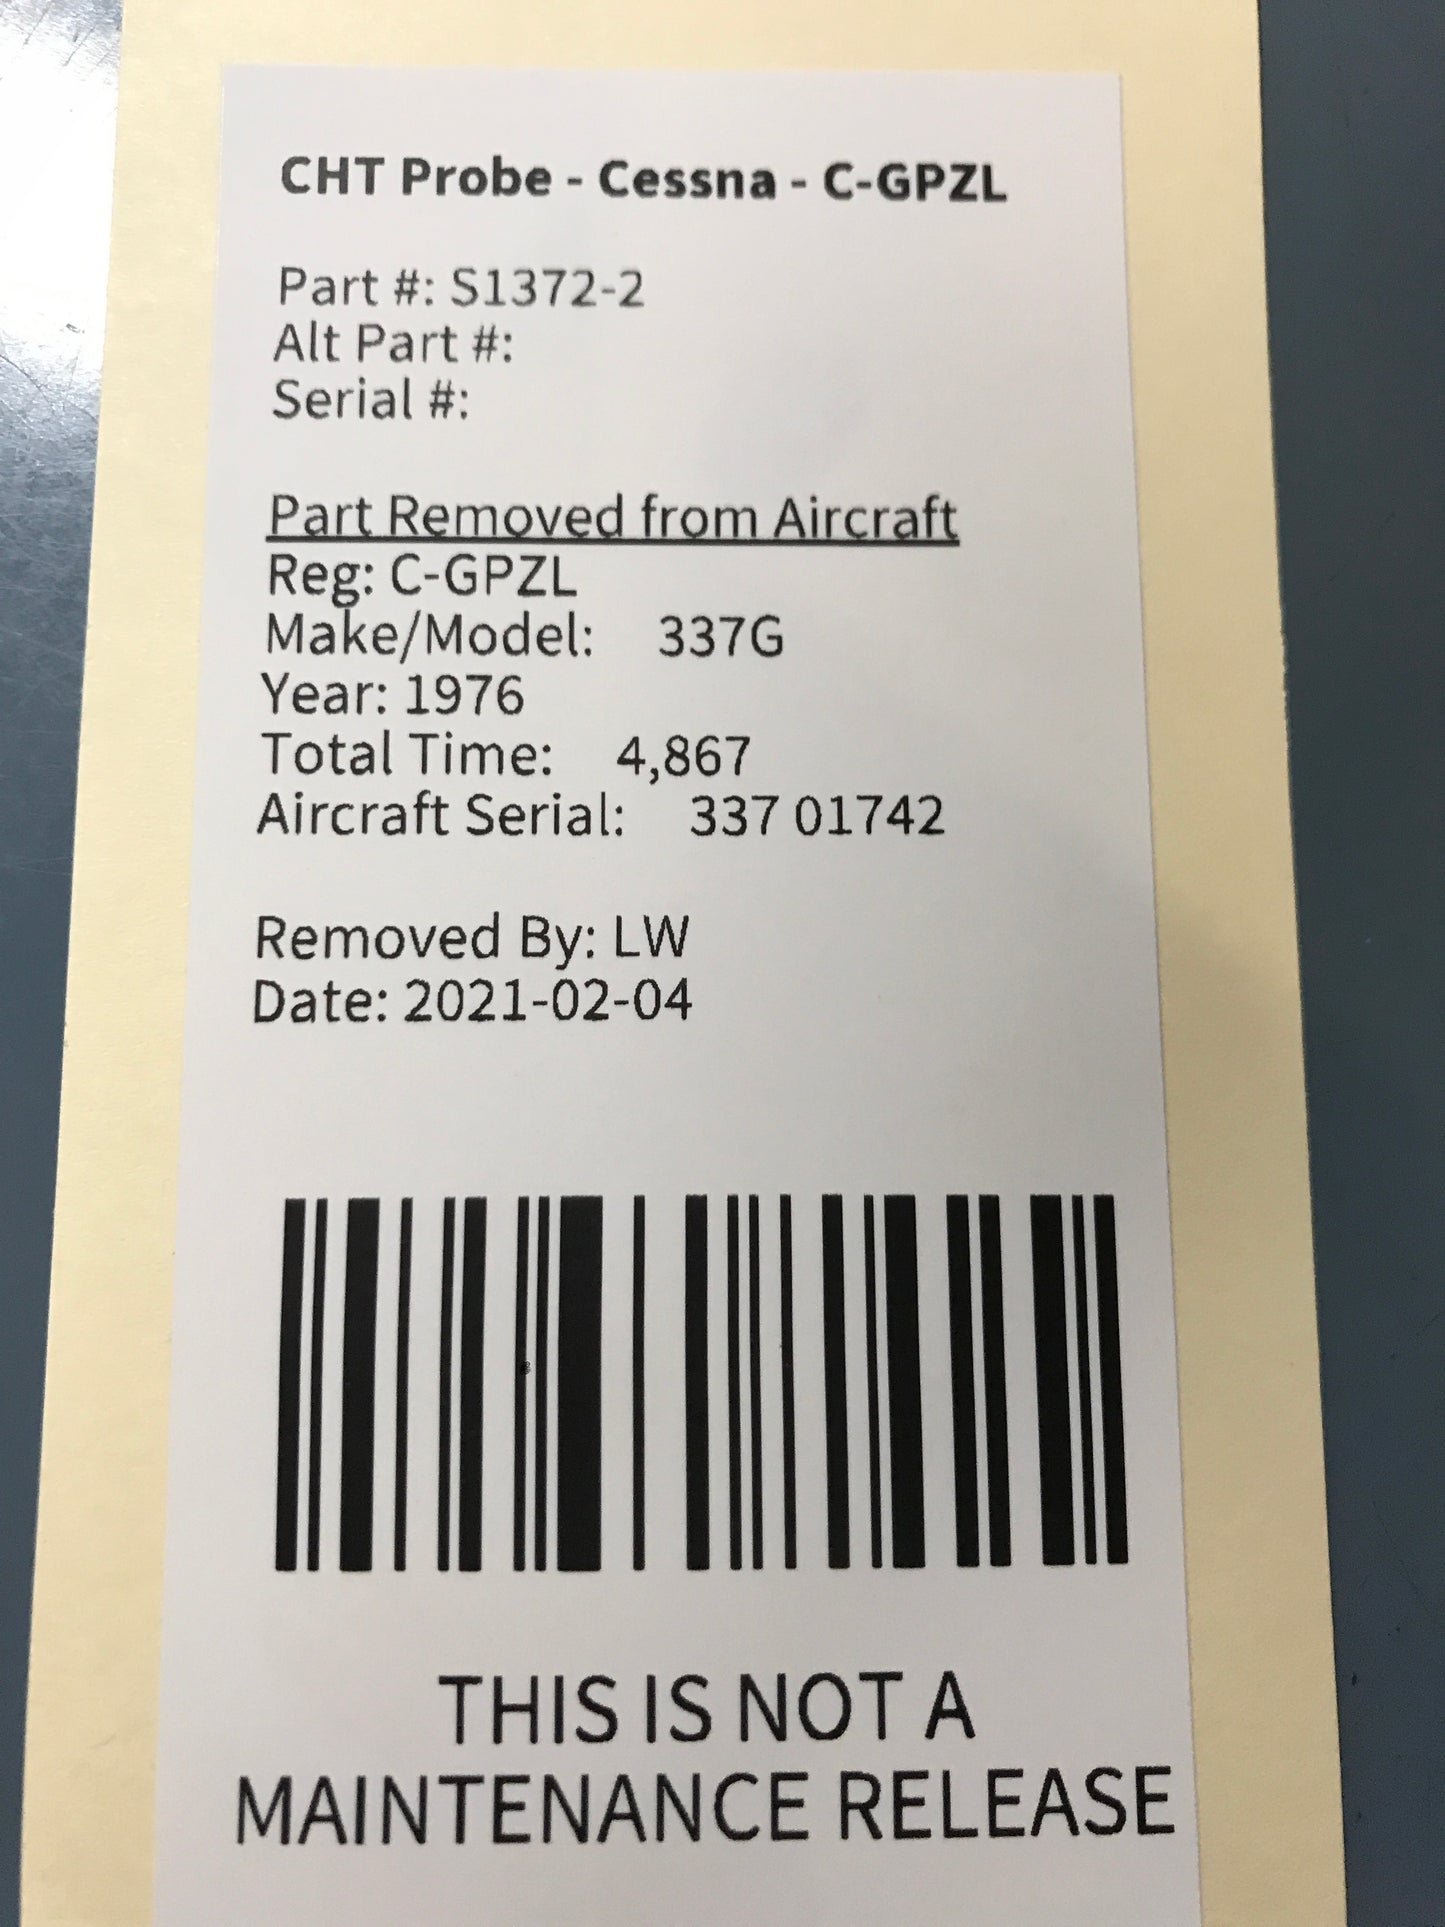 CHT Probe - Cessna - C-GPZL
Part #: S1372-2
Alt Part #:
Serial #:
Part Removed from Aircraft
Reg: C-GPZL
Make/Model: 337G
Year: 1976
Total Time: 4,867
Aircraft Serial: 337 01742
Removed By: LW
Date: 2021-02-04
THIS IS NOT A
MAINTENANCE RELEASE